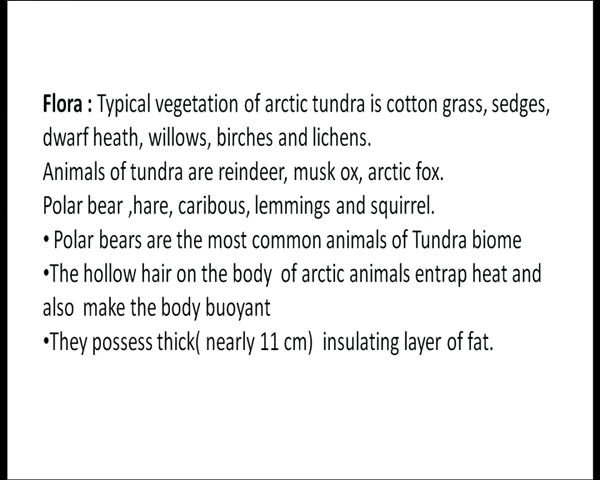 Flora : Typical vegetation of arctic tundra is cotton grass, sedges,
dwarf heath, willows, birches and lichens.
Animals of tundra are reindeer, musk ox, arctic fox.
Polar bear ,hare, caribous, lemmings and squirrel.
• Polar bears are the most common animals of Tundra biome
•The hollow hair on the body  of arctic animals entrap heat and
also  make the body buoyant
•They possess thick( nearly 11 cm)  insulating layer of fat.